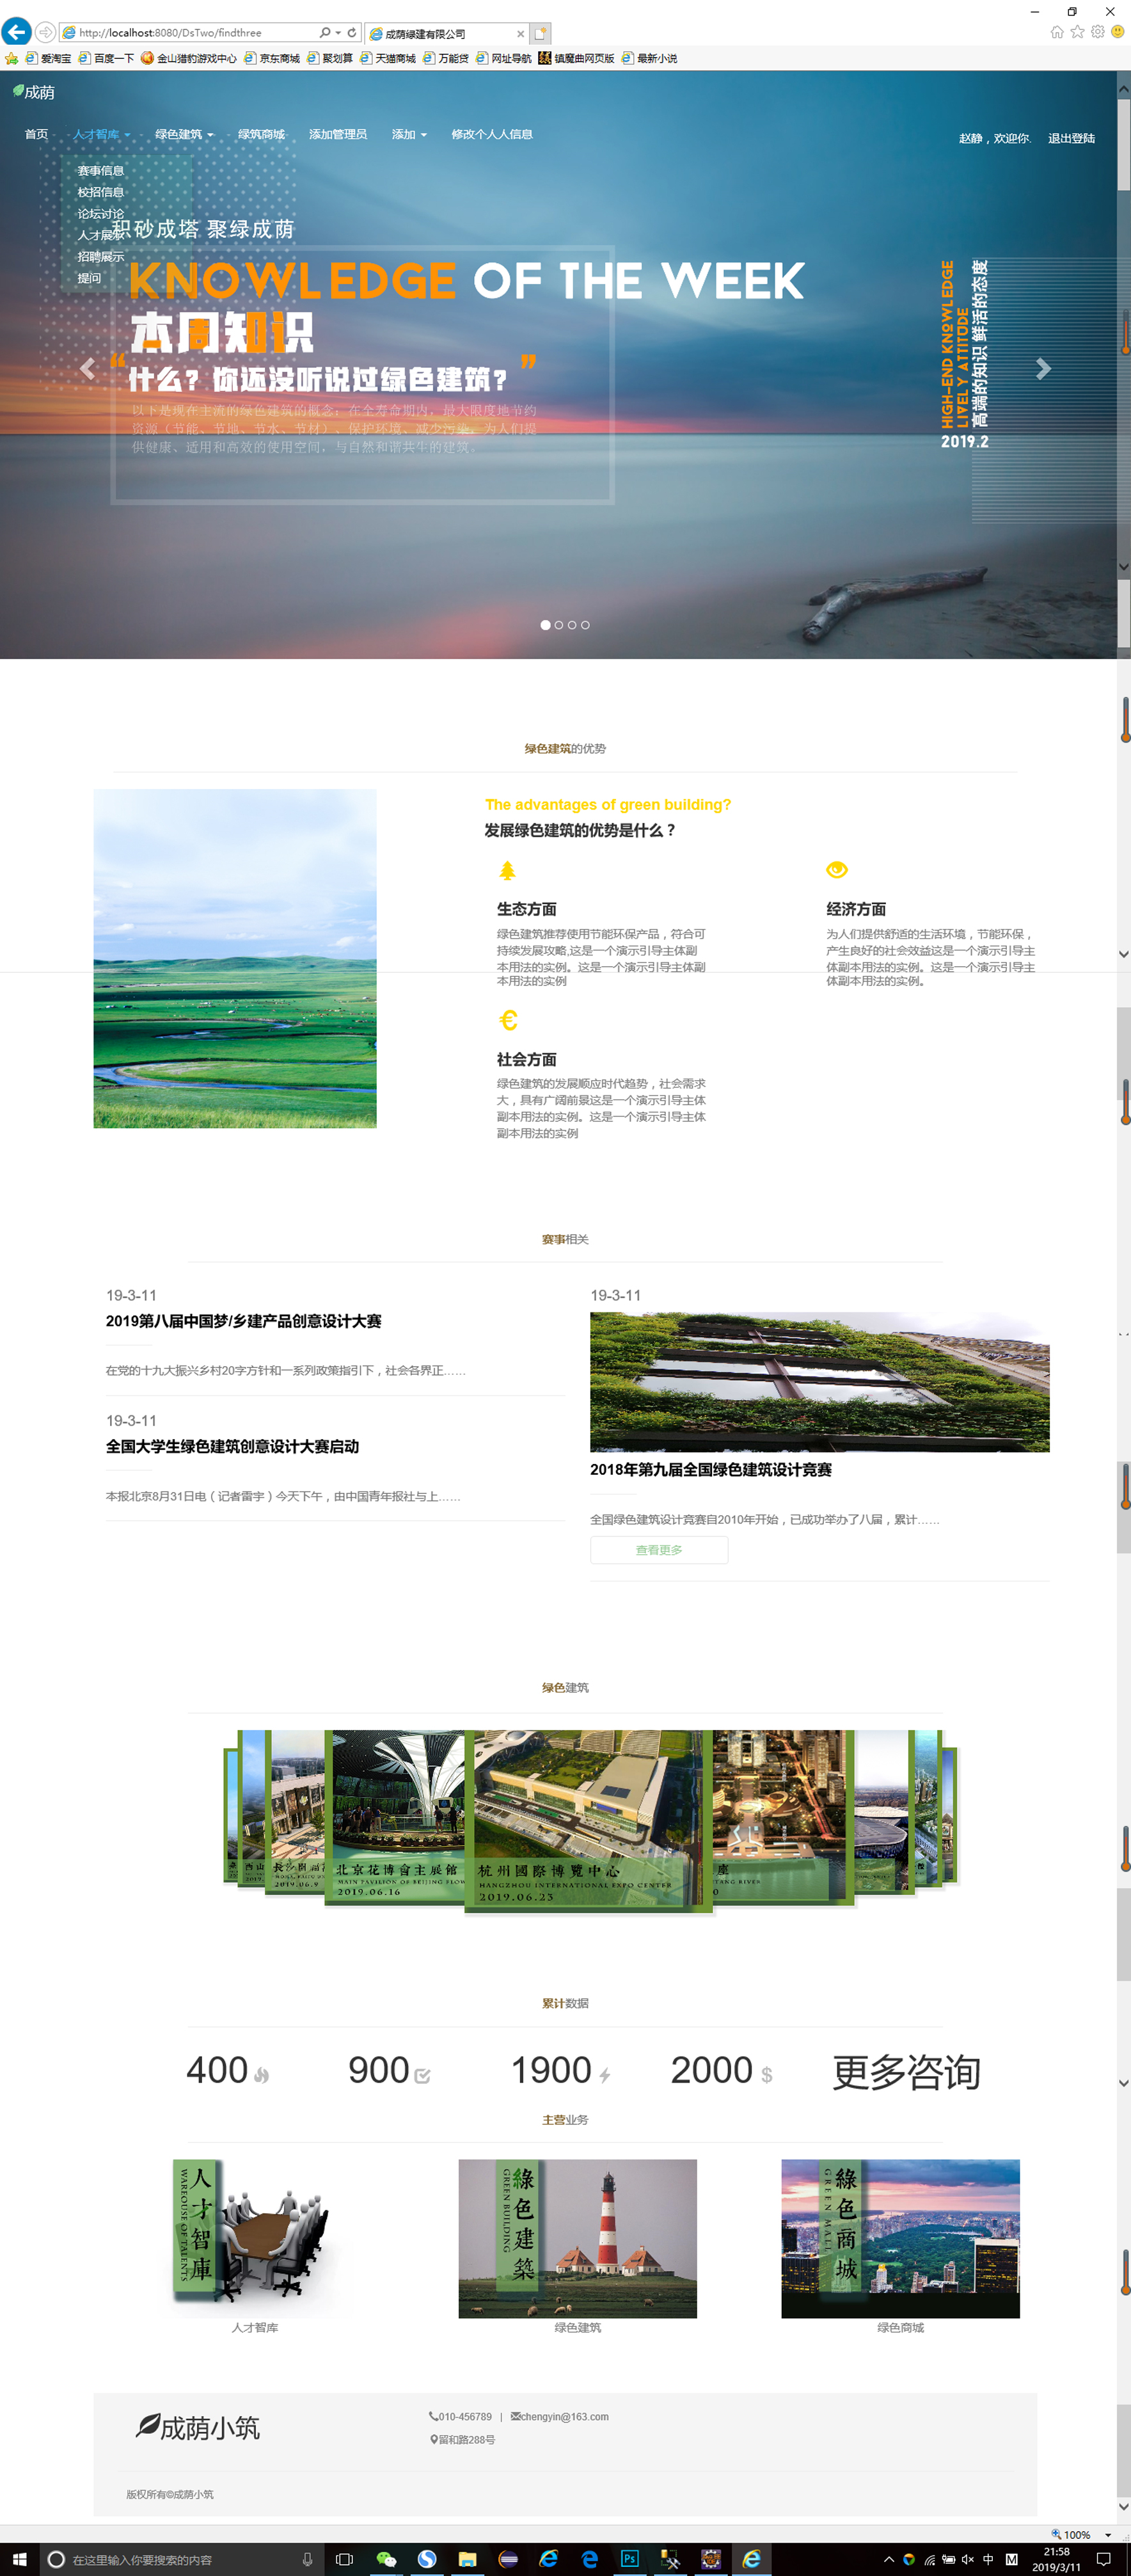 http://localhost:8080/DsTwo/findthree
成荫绿建有限公司
爱淘宝 百度一下 金山猎豹游戏中心 京东商城 聚划算 天猫商城 万能贷 网址导航 镇魔曲网页版 最新小说
成荫
首页 人才智库 绿色建筑 绿筑商城 添加管理员 添加 修改个人人信息
赵静，欢迎你. 退出登陆
赛事信息
校招信息
论坛讨论
人才展示
招聘展示
提问
积砂成塔 聚绿成荫
KNOWLEDGE OF THE WEEK
本周知识
“什么？你还没听说过绿色建筑？”
以下是现在主流的绿色建筑的概念：在全寿命期内，最大限度地节约
资源（节能、节地、节水、节材）、保护环境、减少污染，为人们提
供健康、适用和高效的使用空间，与自然和谐共生的建筑。
HIGH-END KNOWLEDGE
LIVELY ATTITUDE
高端的知识 鲜活的态度
2019.2
绿色建筑的优势
The advantages of green building?
发展绿色建筑的优势是什么？
生态方面
绿色建筑推荐使用节能环保产品，符合可
持续发展攻略,这是一个演示引导主体副
本用法的实例。这是一个演示引导主体副
本用法的实例
经济方面
为人们提供舒适的生活环境，节能环保，
产生良好的社会效益这是一个演示引导主
体副本用法的实例。这是一个演示引导主
体副本用法的实例。
社会方面
绿色建筑的发展顺应时代趋势，社会需求
大，具有广阔前景这是一个演示引导主体
副本用法的实例。这是一个演示引导主体
副本用法的实例
赛事相关
19-3-11
2019第八届中国梦/乡建产品创意设计大赛
在党的十九大振兴乡村20字方针和一系列政策指引下，社会各界正……
19-3-11
全国大学生绿色建筑创意设计大赛启动
本报北京8月31日电（记者雷宇）今天下午，由中国青年报社与上……
19-3-11
2018年第九届全国绿色建筑设计竞赛
全国绿色建筑设计竞赛自2010年开始，已成功举办了八届，累计……
查看更多
绿色建筑
西山
2019.06.9
北京花博會主展館
MAIN PAVILION OF BEIJING FLOW
2019.06.16
杭州國際博覽中心
HANGZHOU INTERNATIONAL EXPO CENTER
2019.06.23
座
TANG RIVER
0
館
累计数据
400 900 1900 2000 更多咨询
主营业务
人才智庫
WAREOUSE OF TALENTS
綠色建築
GREEN BUILDING
綠色商城
GREEN MALL
人才智库 绿色建筑 绿色商城
成荫小筑
010-456789 | chengyin@163.com
留和路288号
版权所有©成荫小筑
100%
在这里输入你要搜索的内容
中
M
21:58
2019/3/11